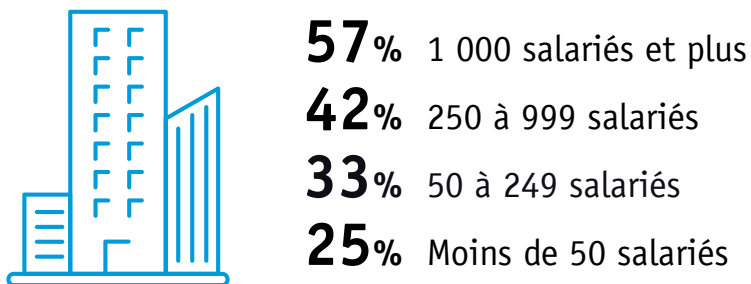 57% 1 000 salariés et plus
42% 250 à 999 salariés
33% 50 à 249 salariés
25% Moins de 50 salariés